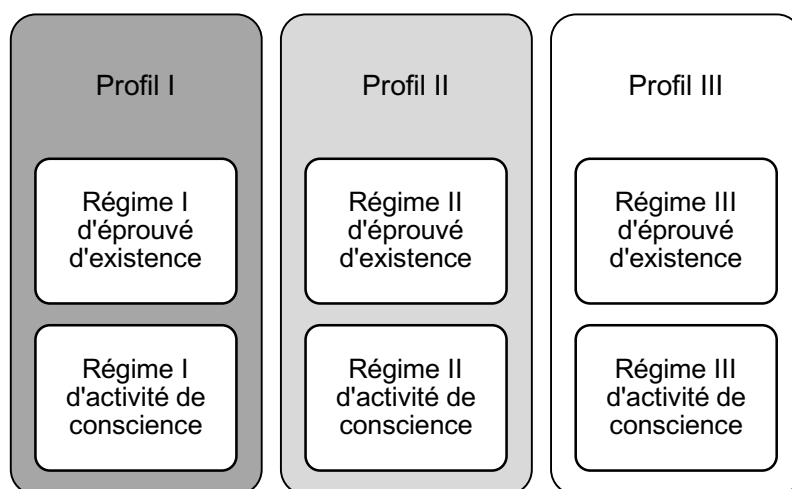 Profil I
Régime I
d'éprouvé
d'existence
Régime I
d'activité de
conscience
Profil II
Régime II
d'éprouvé
d'existence
Régime II
d'activité de
conscience
Profil III
Régime III
d'éprouvé
d'existence
Régime III
d'activité de
conscience